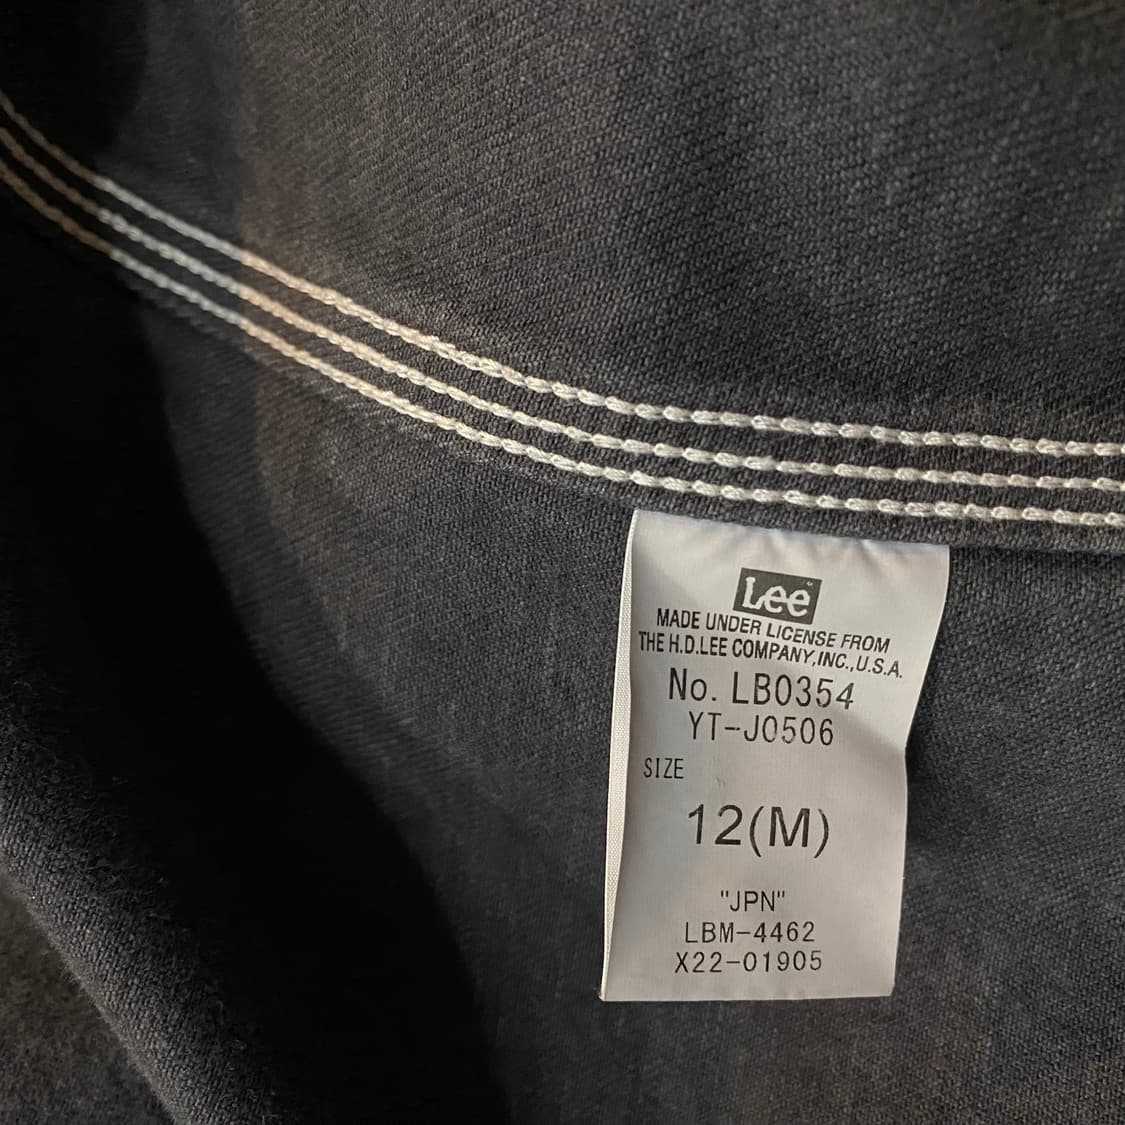 Lee
MADE UNDER LICENSE FROM
THE H.D.LEE COMPANY,INC.,U.S.A.
No. LB0354
YT-J0506
SIZE
12(M)
"JPN"
LBM-4462
X22-01905